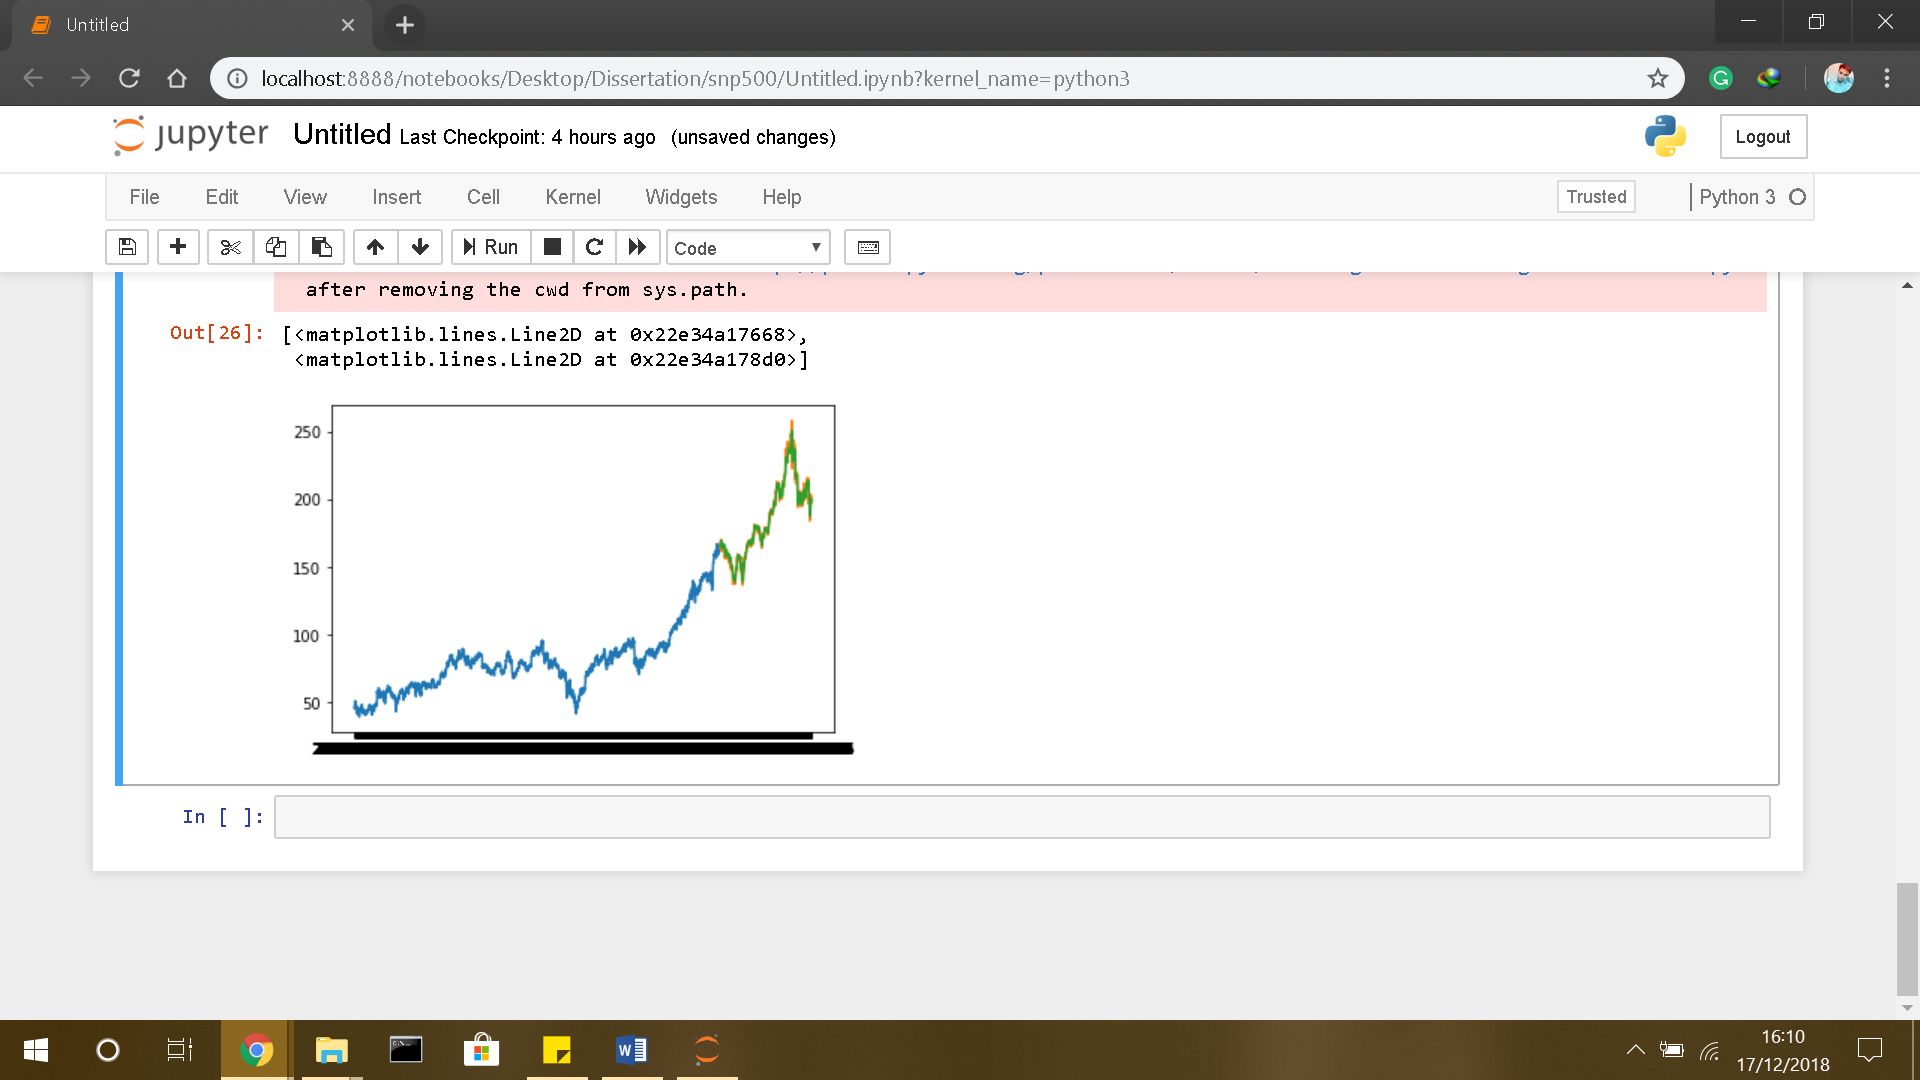 Untitled
localhost:8888/notebooks/Desktop/Dissertation/snp500/Untitled.ipynb?kernel_name=python3
jupyter Untitled Last Checkpoint: 4 hours ago (unsaved changes)
Logout
File Edit View Insert Cell Kernel Widgets Help
Trusted
Python 3
Run
Code
after removing the cwd from sys.path.
Out[26]: [<matplotlib.lines.Line2D at 0x22e34a17668>,
<matplotlib.lines.Line2D at 0x22e34a178d0>]
250
200
150
100
50
In [ ]:
16:10
17/12/2018